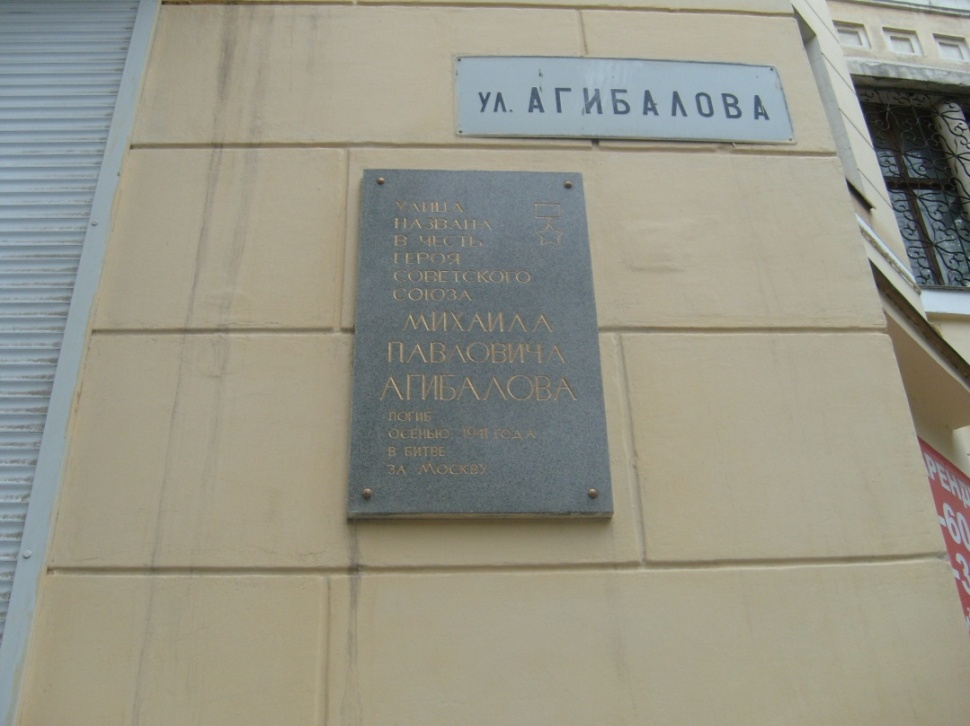 ул. АГИБАЛОВА
УЛИЦА
НАЗВАНА
В ЧЕСТЬ
ГЕРОЯ
СОВЕТСКОГО
СОЮЗА
МИХАИЛА
ПАВЛОВИЧА
АГИБАЛОВА
ПОГИБ
ОСЕНЬЮ 1941 ГОДА
В БИТВЕ
ЗА МОСКВУ